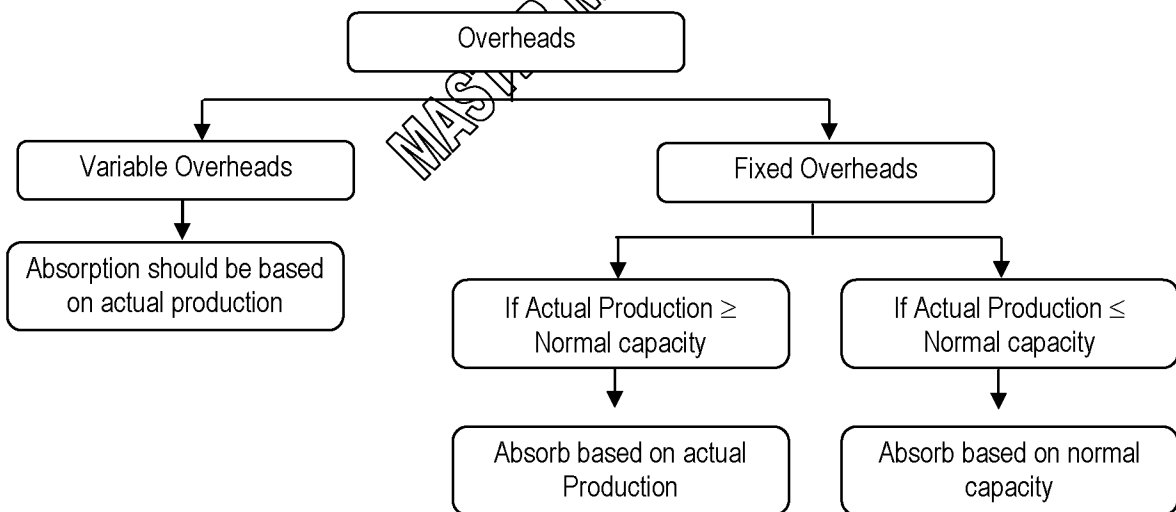 Overheads
MAST
Variable Overheads
Fixed Overheads
Absorption should be based
on actual production
If Actual Production ≥
Normal capacity
If Actual Production ≤
Normal capacity
Absorb based on actual
Production
Absorb based on normal
capacity